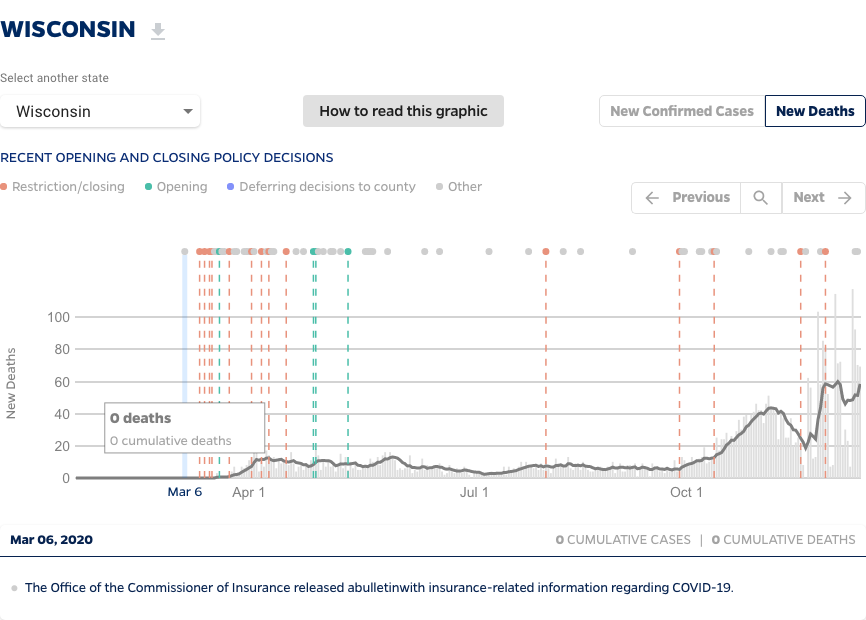 WISCONSIN
Select another state
Wisconsin
How to read this graphic
New Confirmed Cases
New Deaths
RECENT OPENING AND CLOSING POLICY DECISIONS
Restriction/closing
Opening
Deferring decisions to county
Other
Previous
Next
New Deaths
100
80
60
40
20
0
0 deaths
0 cumulative deaths
Mar 6
Apr 1
Jul 1
Oct 1
Mar 06, 2020
0 CUMULATIVE CASES | 0 CUMULATIVE DEATHS
The Office of the Commissioner of Insurance released abulletinwith insurance-related information regarding COVID-19.